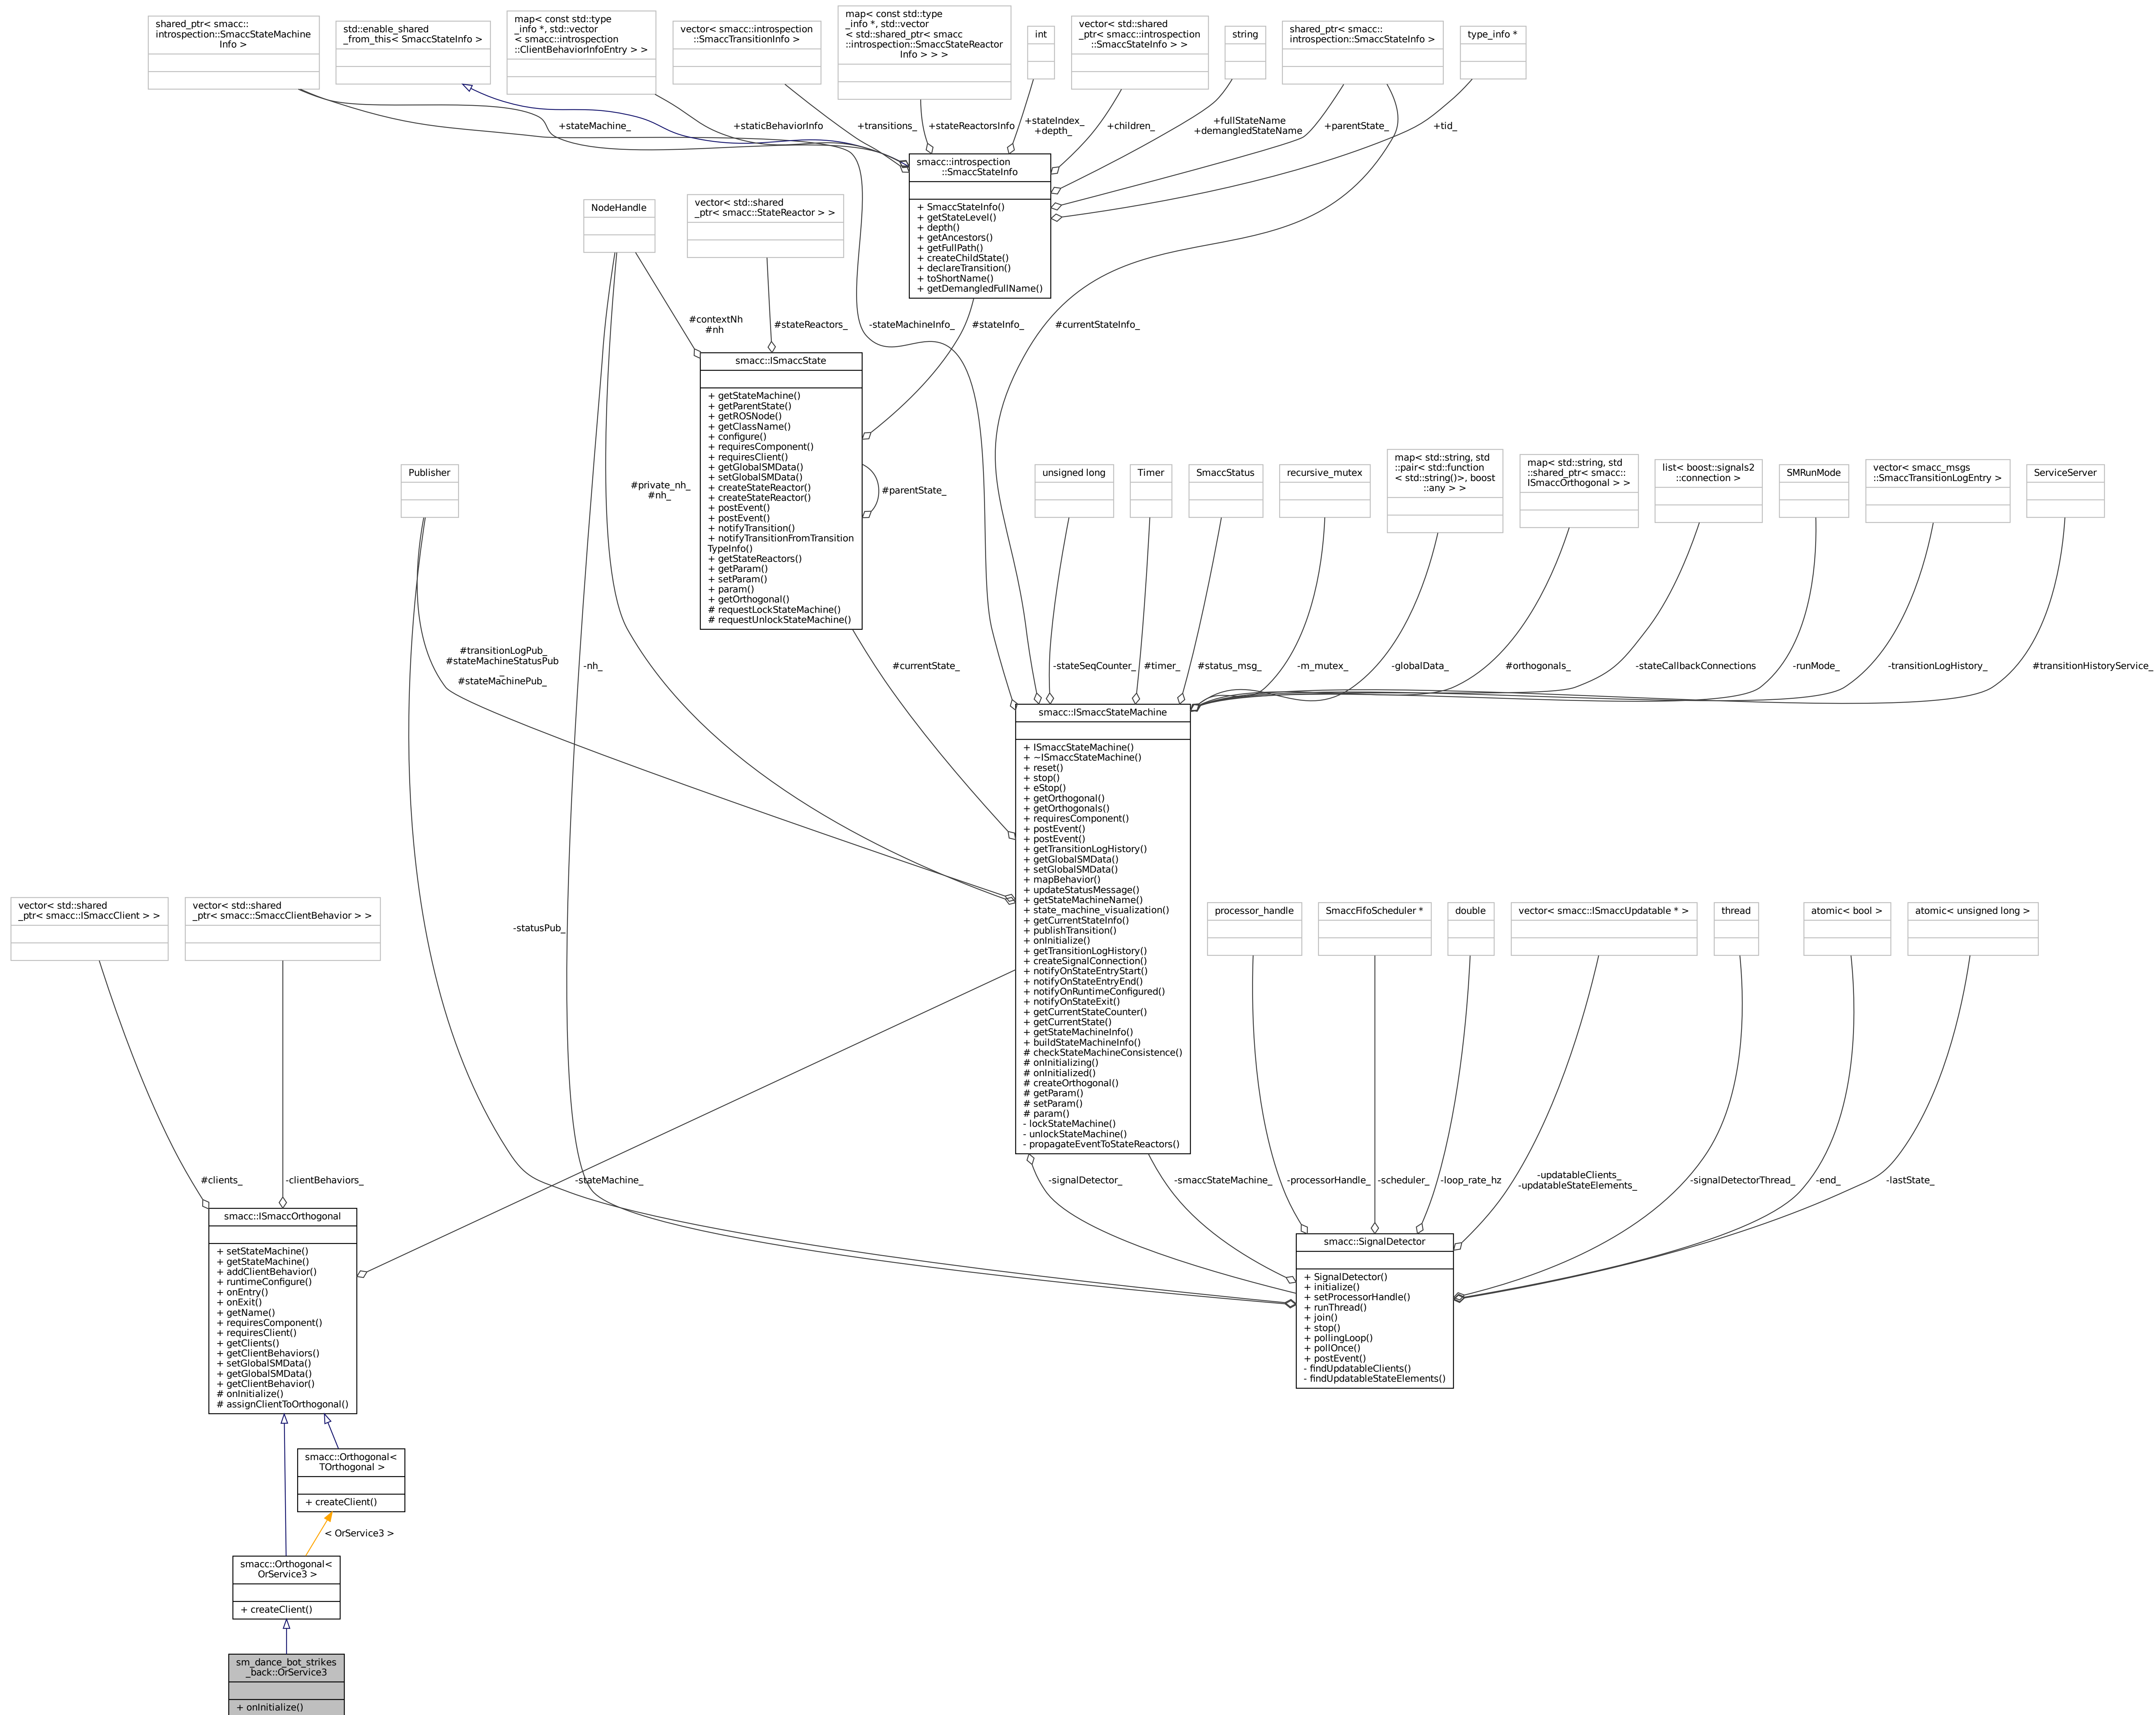 shared_ptr< smacc::
introspection::SmaccStateMachine
Info >
std::enable_shared
_from_this< SmaccStateInfo >
map< const std::type
_info *, std::vector
< smacc::introspection
::ClientBehaviorInfoEntry > >
vector< smacc::introspection
::SmaccTransitionInfo >
map< const std::type
_info *, std::vector
< std::shared_ptr< smacc
::introspection::SmaccStateReactor
Info > > >
int
vector< std::shared
_ptr< smacc::introspection
::SmaccStateInfo > >
string
shared_ptr< smacc::
introspection::SmaccStateInfo >
type_info *
+stateMachine_
+staticBehaviorInfo
+transitions_
+stateReactorsInfo
+stateIndex_
+depth_
+children_
+fullStateName
+demangledStateName
+parentState_
+tid_
smacc::introspection
::SmaccStateInfo
+ SmaccStateInfo()
+ getStateLevel()
+ depth()
+ getAncestors()
+ getFullPath()
+ createChildState()
+ declareTransition()
+ toShortName()
+ getDemangledFullName()
NodeHandle
vector< std::shared
_ptr< smacc::StateReactor > >
#contextNh
#nh
#stateReactors_
-stateMachineInfo_
#stateInfo_
#currentStateInfo_
smacc::ISmaccState
+ getStateMachine()
+ getParentState()
+ getROSNode()
+ getClassName()
+ configure()
+ requiresComponent()
+ requiresClient()
+ getGlobalSMData()
+ setGlobalSMData()
+ createStateReactor()
+ createStateReactor()
+ postEvent()
+ postEvent()
+ notifyTransition()
+ notifyTransitionFromTransition
TypeInfo()
+ getStateReactors()
+ getParam()
+ setParam()
+ param()
+ getOrthogonal()
# requestLockStateMachine()
# requestUnlockStateMachine()
#parentState_
Publisher
#private_nh_
#nh_
unsigned long
Timer
SmaccStatus
recursive_mutex
map< std::string, std
::pair< std::function
< std::string()>, boost
::any > >
map< std::string, std
::shared_ptr< smacc::
ISmaccOrthogonal > >
list< boost::signals2
::connection >
SMRunMode
vector< smacc_msgs
::SmaccTransitionLogEntry >
ServiceServer
#transitionLogPub_
#stateMachineStatusPub
_
#stateMachinePub_
-nh_
#currentState_
-stateSeqCounter_
#timer_
#status_msg_
-m_mutex_
-globalData_
#orthogonals_
-stateCallbackConnections
-runMode_
-transitionLogHistory_
#transitionHistoryService_
smacc::ISmaccStateMachine
+ ISmaccStateMachine()
+ ~ISmaccStateMachine()
+ reset()
+ stop()
+ eStop()
+ getOrthogonal()
+ getOrthogonals()
+ requiresComponent()
+ postEvent()
+ postEvent()
+ getTransitionLogHistory()
+ getGlobalSMData()
+ setGlobalSMData()
+ mapBehavior()
+ updateStatusMessage()
+ getStateMachineName()
+ state_machine_visualization()
+ getCurrentStateInfo()
+ publishTransition()
+ onInitialize()
+ getTransitionLogHistory()
+ createSignalConnection()
+ notifyOnStateEntryStart()
+ notifyOnStateEntryEnd()
+ notifyOnRuntimeConfigured()
+ notifyOnStateExit()
+ getCurrentStateCounter()
+ getCurrentState()
+ getStateMachineInfo()
+ buildStateMachineInfo()
# checkStateMachineConsistence()
# onInitializing()
# onInitialized()
# createOrthogonal()
# getParam()
# setParam()
# param()
- lockStateMachine()
- unlockStateMachine()
- propagateEventToStateReactors()
vector< std::shared
_ptr< smacc::ISmaccClient > >
vector< std::shared
_ptr< smacc::SmaccClientBehavior > >
-statusPub_
processor_handle
SmaccFifoScheduler *
double
vector< smacc::ISmaccUpdatable * >
thread
atomic< bool >
atomic< unsigned long >
#clients_
-clientBehaviors_
-stateMachine_
-signalDetector_
-smaccStateMachine_
-processorHandle_
-scheduler_
-loop_rate_hz
-updatableClients_
-updatableStateElements_
-signalDetectorThread_
-end_
-lastState_
smacc::ISmaccOrthogonal
+ setStateMachine()
+ getStateMachine()
+ addClientBehavior()
+ runtimeConfigure()
+ onEntry()
+ onExit()
+ getName()
+ requiresComponent()
+ requiresClient()
+ getClients()
+ getClientBehaviors()
+ setGlobalSMData()
+ getGlobalSMData()
+ getClientBehavior()
# onInitialize()
# assignClientToOrthogonal()
smacc::SignalDetector
+ SignalDetector()
+ initialize()
+ setProcessorHandle()
+ runThread()
+ join()
+ stop()
+ pollingLoop()
+ pollOnce()
+ postEvent()
- findUpdatableClients()
- findUpdatableStateElements()
smacc::Orthogonal<
TOrthogonal >
+ createClient()
< OrService3 >
smacc::Orthogonal<
OrService3 >
+ createClient()
sm_dance_bot_strikes
_back::OrService3
+ onInitialize()